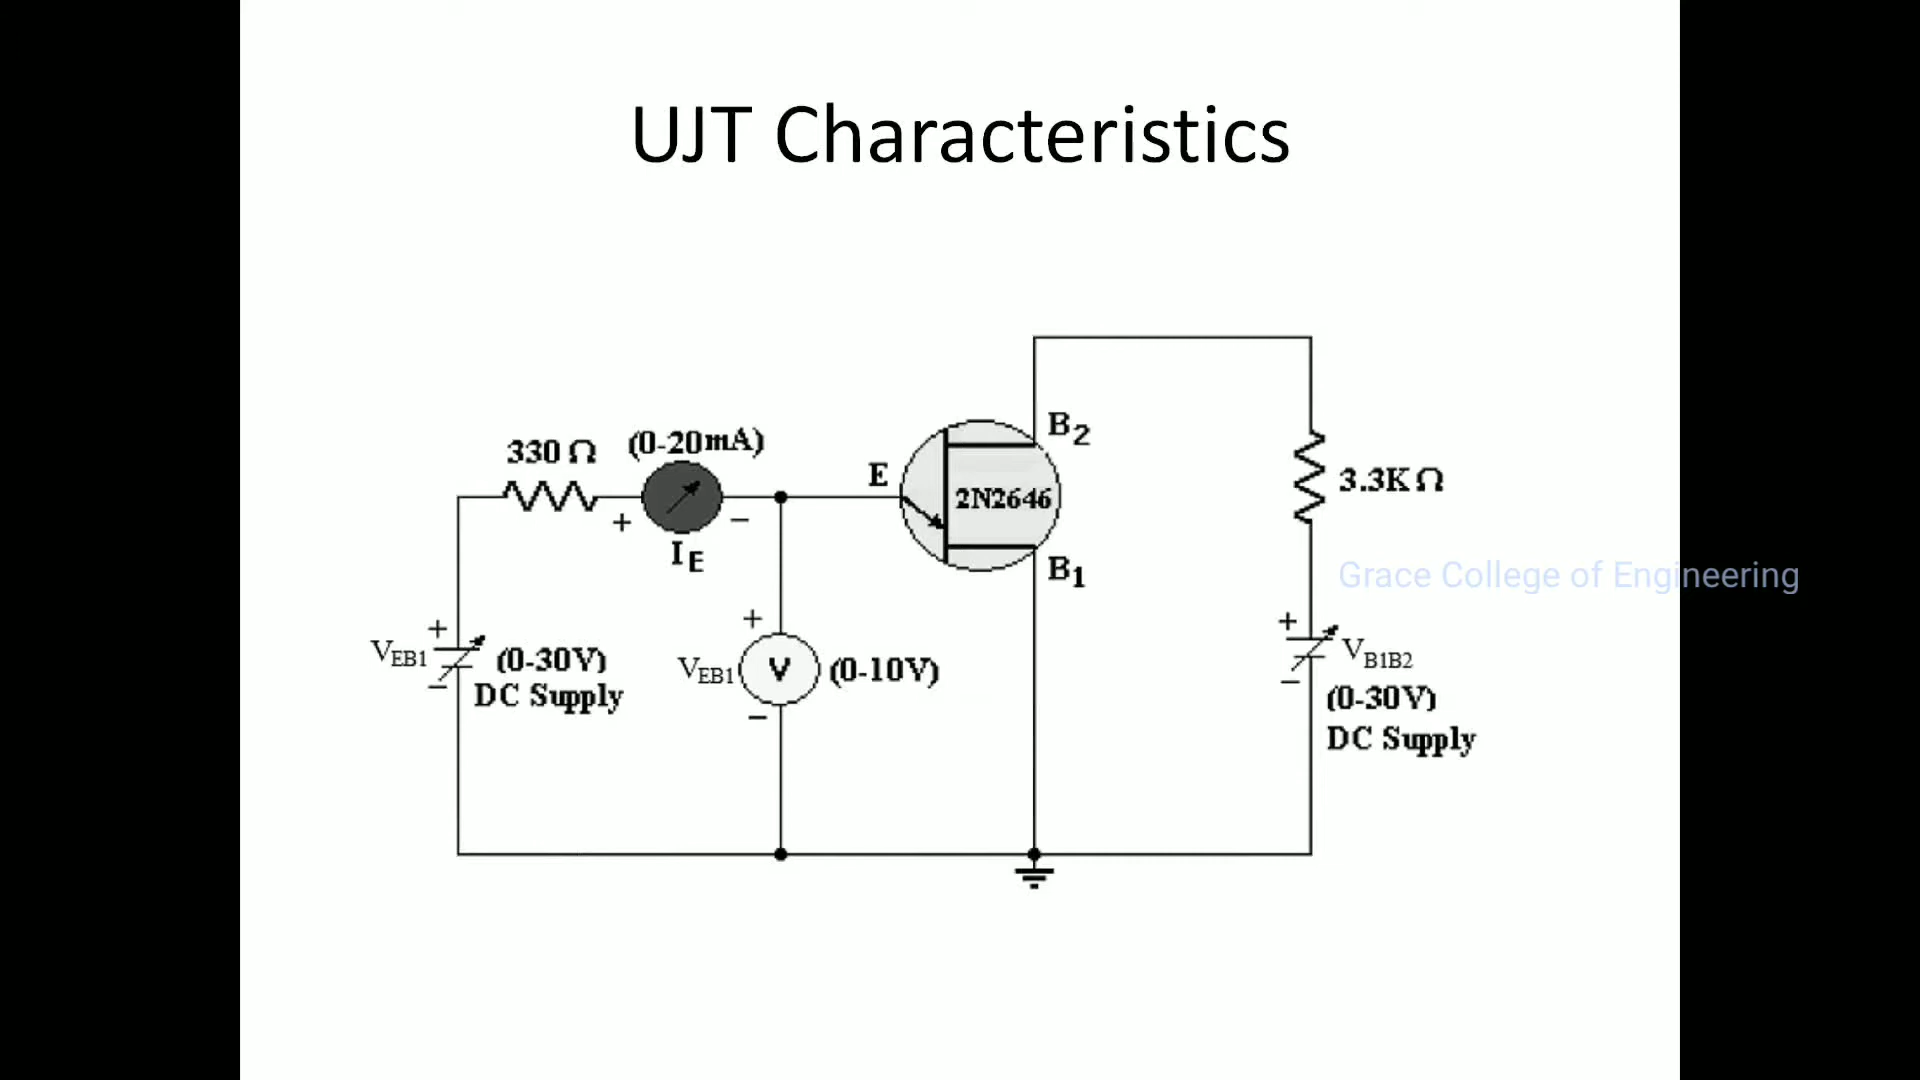 UJT Characteristics
330 Ω
(0-20mA)
+
−
I E
E
2N2646
B2
B1
3.3K Ω
Grace College of Engineering
+
VEB1
−
(0-30V)
DC Supply
+
VEB1
V
(0-10V)
−
+
VB1B2
−
(0-30V)
DC Supply